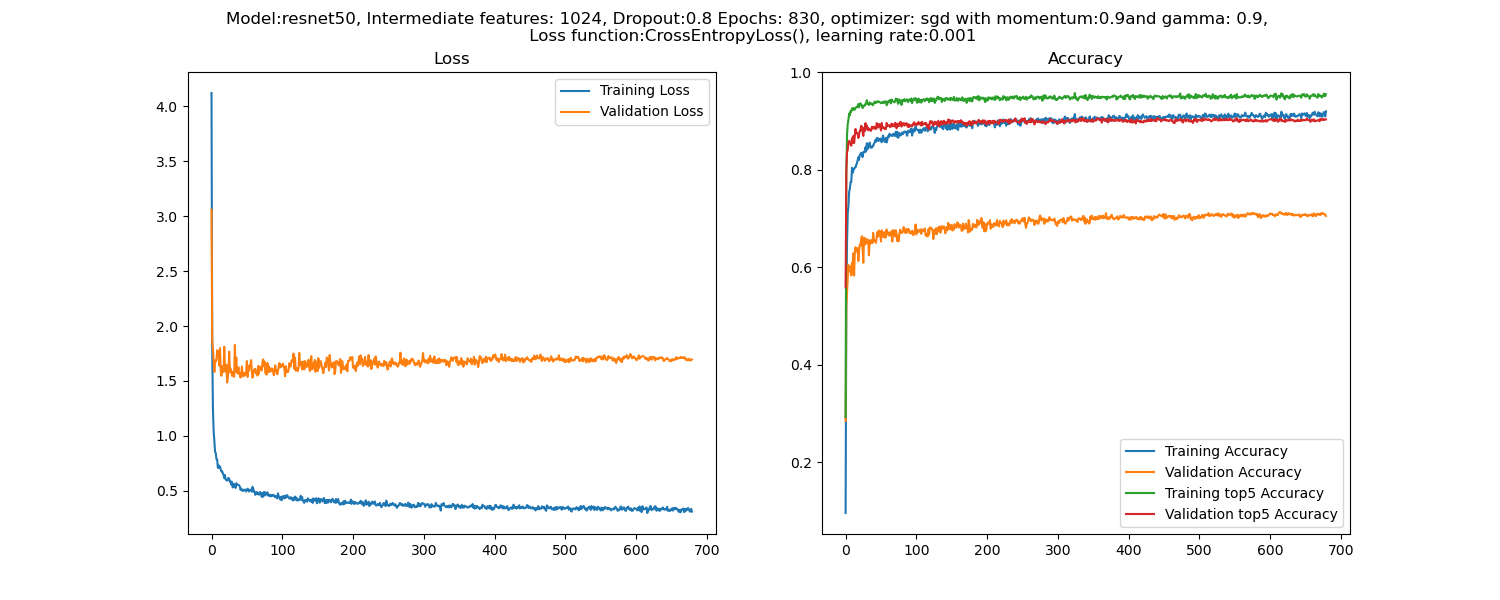 Model:resnet50, Intermediate features: 1024, Dropout:0.8 Epochs: 830, optimizer: sgd with momentum:0.9and gamma: 0.9,
Loss function:CrossEntropyLoss(), learning rate:0.001
Loss
Training Loss
Validation Loss
4.0
3.5
3.0
2.5
2.0
1.5
1.0
0.5
0 100 200 300 400 500 600 700
Accuracy
1.0
0.8
0.6
0.4
0.2
Training Accuracy
Validation Accuracy
Training top5 Accuracy
Validation top5 Accuracy
0 100 200 300 400 500 600 700